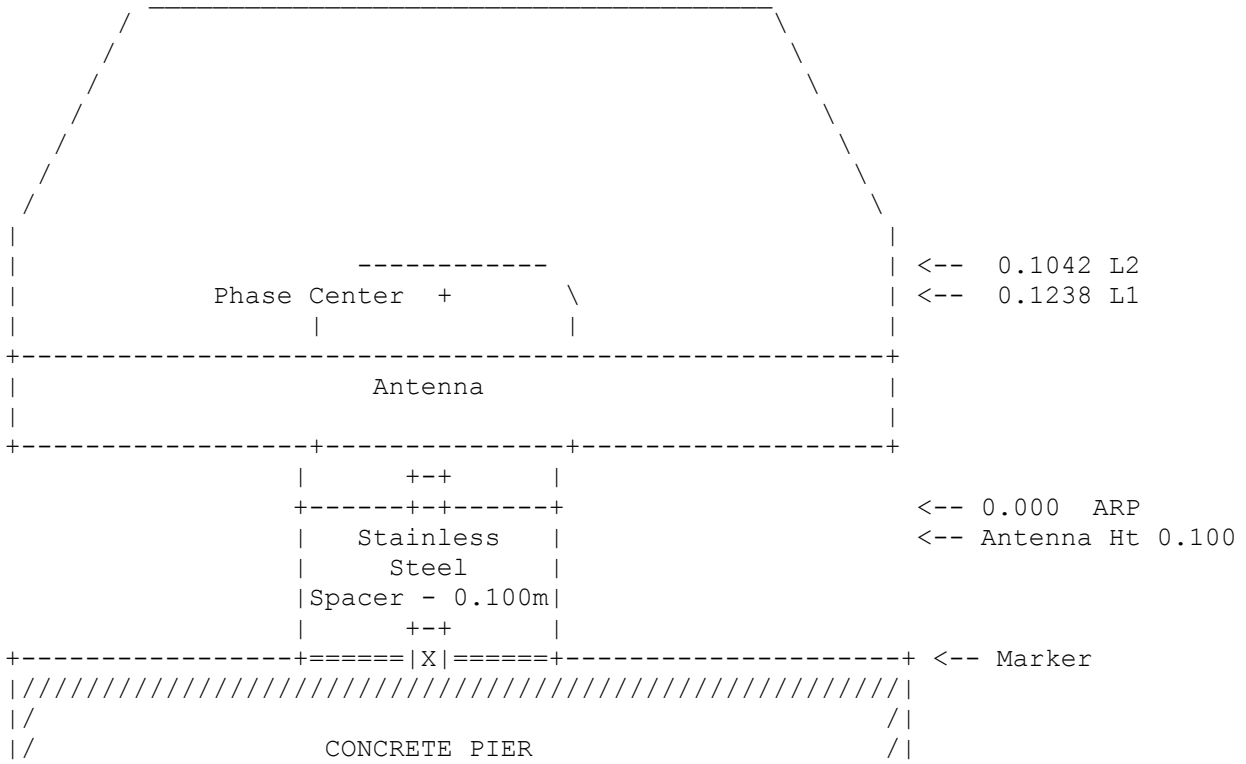 <-- 0.1042 L2
Phase Center + <-- 0.1238 L1
Antenna
<-- 0.000 ARP
Stainless <-- Antenna Ht 0.100
Steel
Spacer - 0.100m
X <-- Marker
CONCRETE PIER